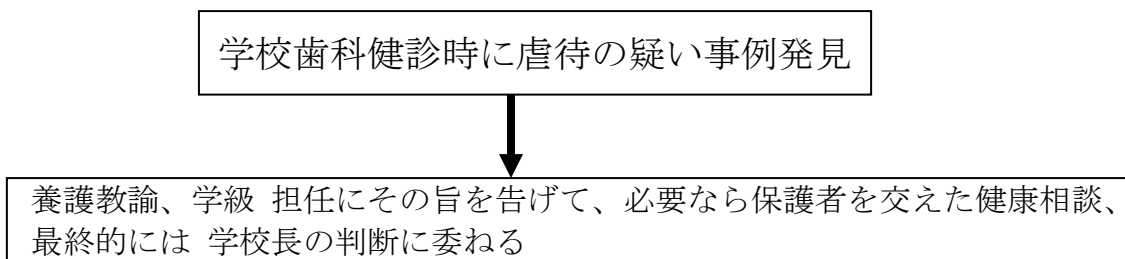 学校歯科健診時に虐待の疑い事例発見
養護教諭、学級 担任にその旨を告げて、必要なら保護者を交えた健康相談、
最終的には 学校長の判断に委ねる